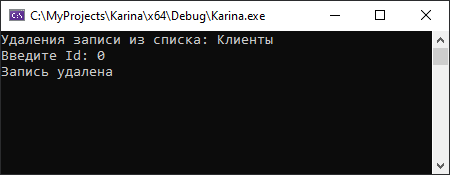 C:\MyProjects\Karina\x64\Debug\Karina.exe
Удаления записи из списка: Клиенты
Введите Id: 0
Запись удалена